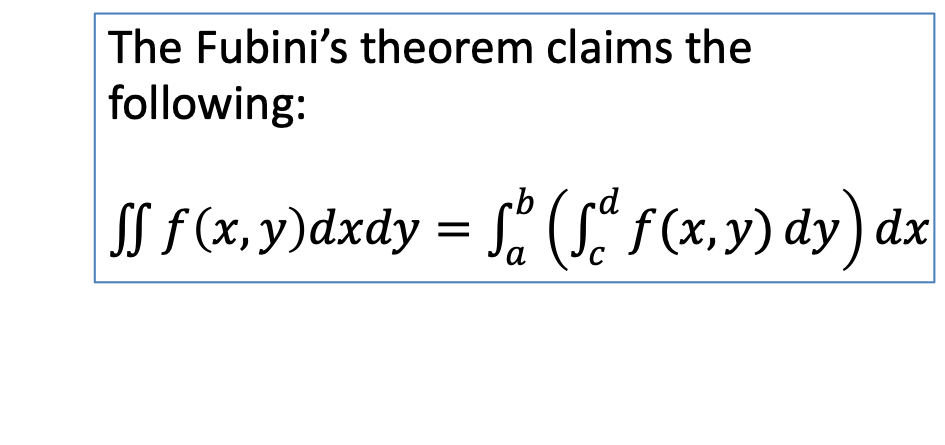 The Fubini’s theorem claims the
following:
∬ f(x, y)dxdy = ∫_a^b (∫_c^d f(x, y) dy) dx